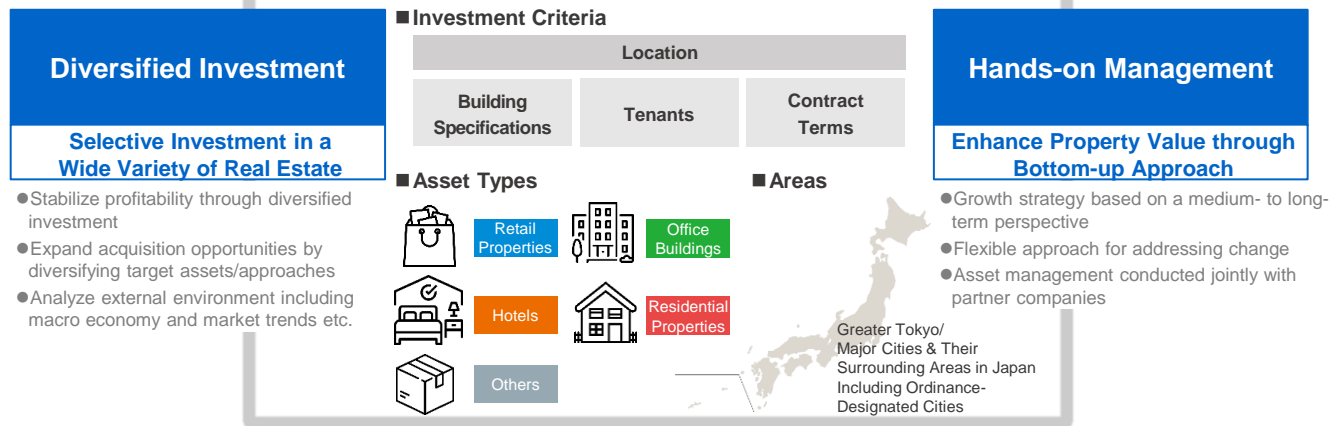 Diversified Investment
Selective Investment in a
Wide Variety of Real Estate
●Stabilize profitability through diversified
investment
●Expand acquisition opportunities by
diversifying target assets/approaches
●Analyze external environment including
macro economy and market trends etc.
■Investment Criteria
Location
Building
Specifications
Tenants
Contract
Terms
■Asset Types
Retail
Properties
Office
Buildings
Hotels
Residential
Properties
Others
■Areas
Greater Tokyo/
Major Cities & Their
Surrounding Areas in Japan
Including Ordinance-
Designated Cities
Hands-on Management
Enhance Property Value through
Bottom-up Approach
●Growth strategy based on a medium- to long-
term perspective
●Flexible approach for addressing change
●Asset management conducted jointly with
partner companies